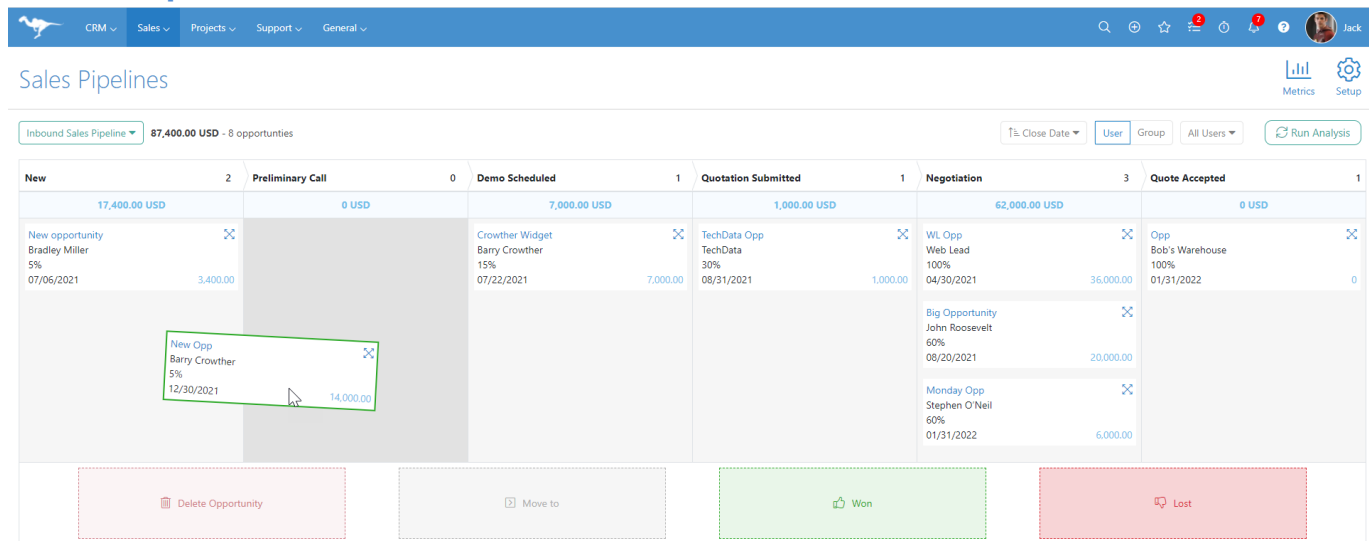 CRM Sales Projects Support General 2 7 Jack
Sales Pipelines
Metrics Setup
Inbound Sales Pipeline 87,400.00 USD - 8 opportunties Close Date User Group All Users Run Analysis
New 2 Preliminary Call 0 Demo Scheduled 1 Quotation Submitted 1 Negotiation 3 Quote Accepted 1
17,400.00 USD 0 USD 7,000.00 USD 1,000.00 USD 62,000.00 USD 0 USD
New opportunity
Bradley Miller
5%
07/06/2021 3,400.00
New Opp
Barry Crowther
5%
12/30/2021 14,000.00
Crowther Widget
Barry Crowther
15%
07/22/2021 7,000.00
TechData Opp
TechData
30%
08/31/2021 1,000.00
WL Opp
Web Lead
100%
04/30/2021 36,000.00
Big Opportunity
John Roosevelt
60%
08/20/2021 20,000.00
Monday Opp
Stephen O'Neil
60%
01/31/2022 6,000.00
Opp
Bob's Warehouse
100%
01/31/2022 0
Delete Opportunity Move to Won Lost